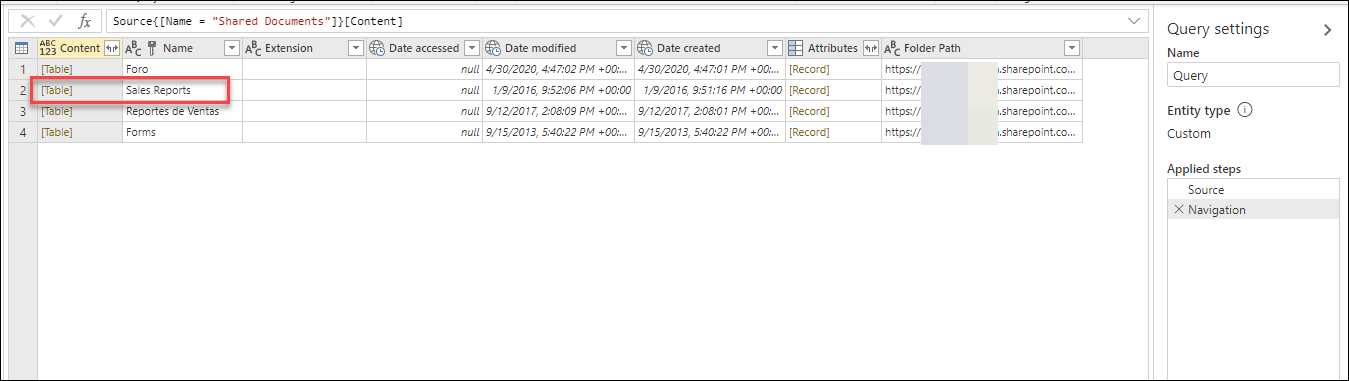 fx Source{[Name = "Shared Documents"]}[Content]
ABC 123 Content ABC Name ABC Extension Date accessed Date modified Date created Attributes ABC Folder Path
1 [Table] Foro null 4/30/2020, 4:47:02 PM +00:... 4/30/2020, 4:47:01 PM +00:... [Record] https:// .sharepoint.co...
2 [Table] Sales Reports null 1/9/2016, 9:52:06 PM +00:00 1/9/2016, 9:51:16 PM +00:00 [Record] https:// .sharepoint.co...
3 [Table] Reportes de Ventas null 9/12/2017, 2:08:09 PM +00:... 9/12/2017, 2:08:01 PM +00:... [Record] https:// .sharepoint.co...
4 [Table] Forms null 9/15/2013, 5:40:22 PM +00:... 9/15/2013, 5:40:22 PM +00:... [Record] https:// .sharepoint.co...
Query settings
Name
Query
Entity type
Custom
Applied steps
Source
Navigation